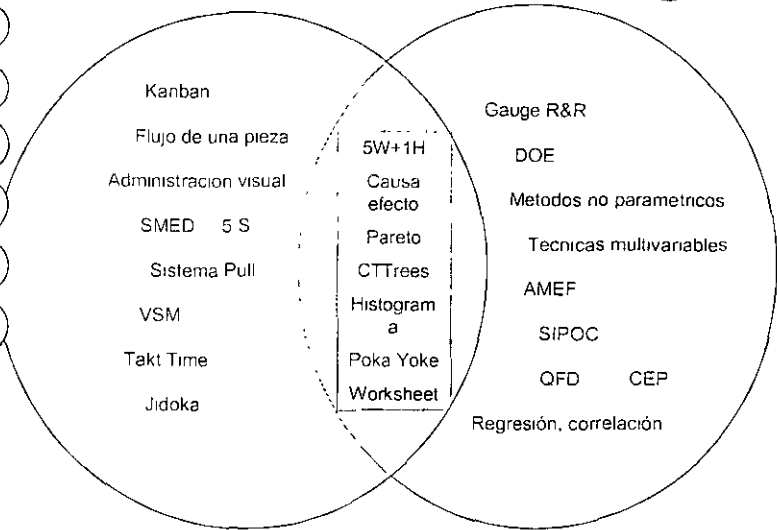 Kanban
Flujo de una pieza
Administracion visual
SMED 5 S
Sistema Pull
VSM
Takt Time
Jidoka
5W+1H
Causa
efecto
Pareto
CTTrees
Histogram
a
Poka Yoke
Worksheet
Gauge R&R
DOE
Metodos no parametricos
Tecnicas multivariables
AMEF
SIPOC
QFD CEP
Regresión, correlación